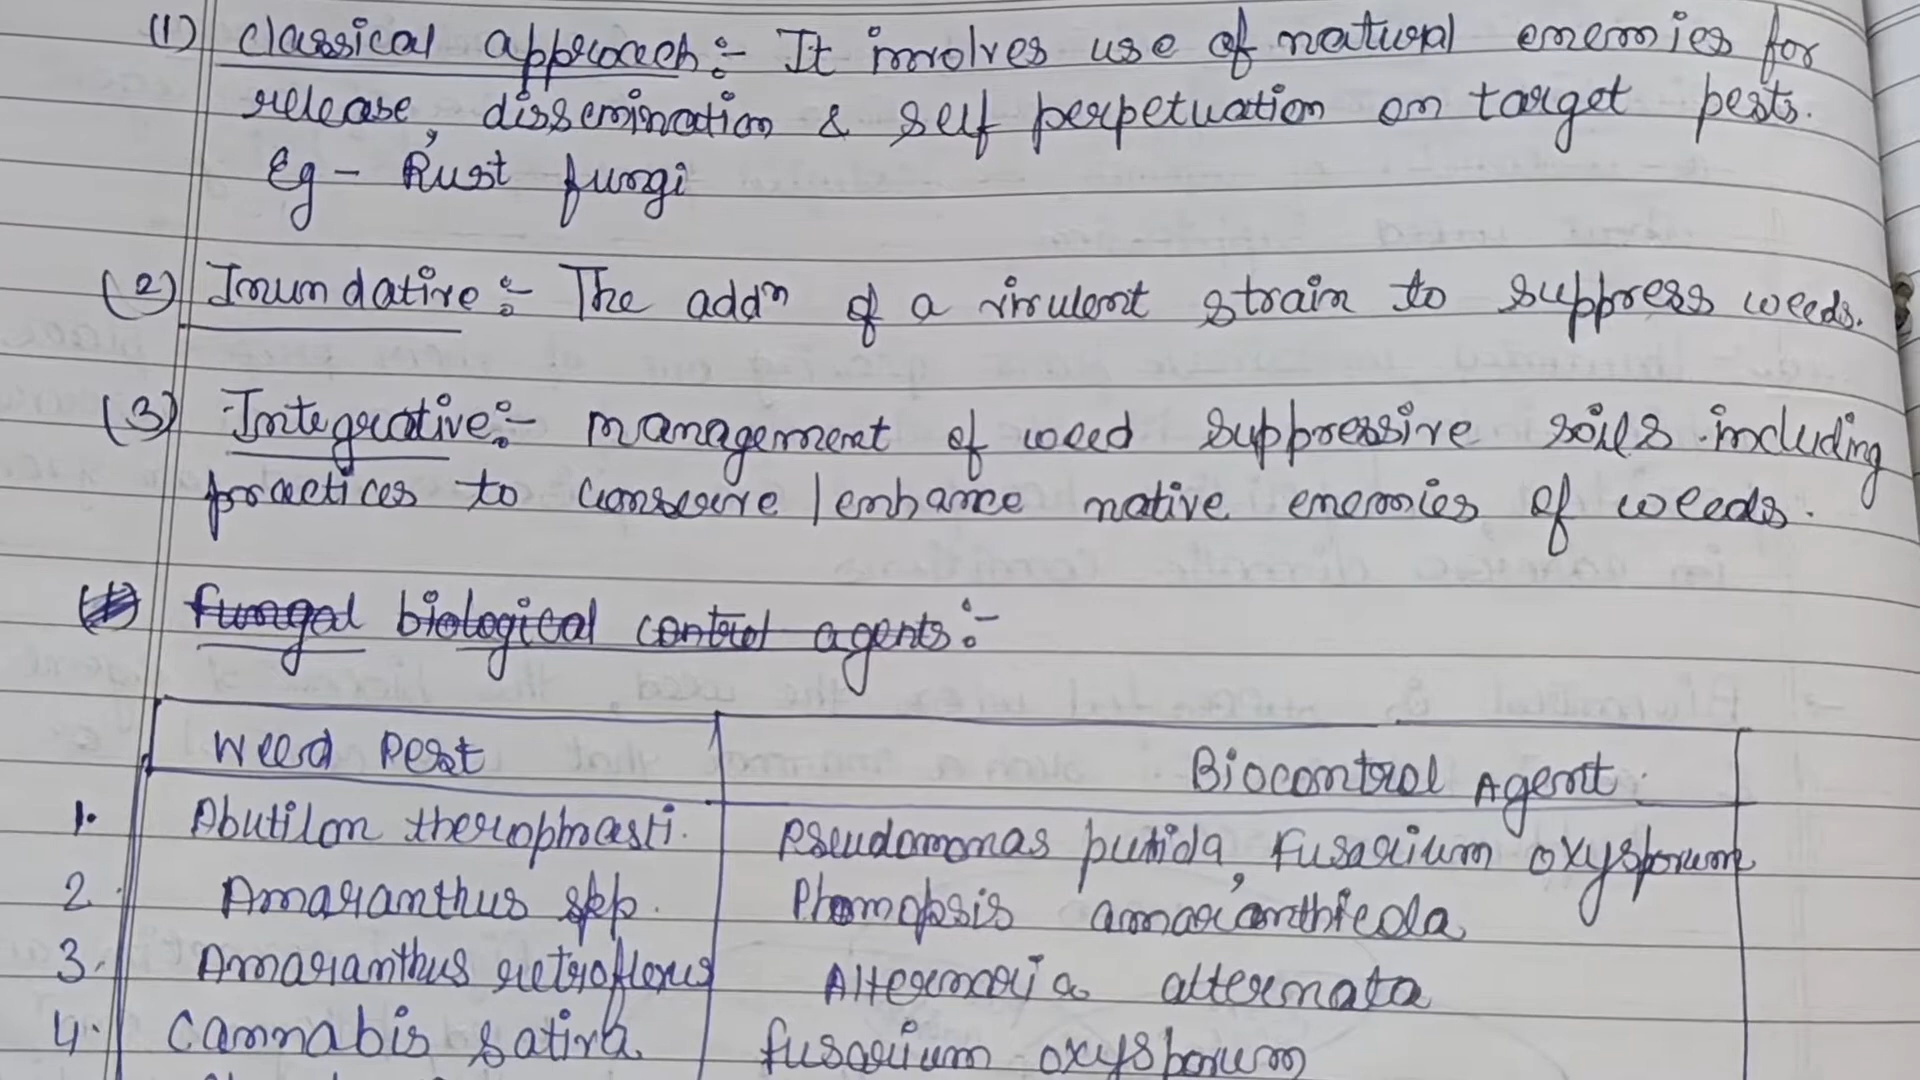 (1) classical approach :- It involves use of natural enemies for
release, dissemination & self perpetuation on target pests.
Eg - Rust fungi
(2) Inundative :- The addn of a virulent strain to suppress weeds.
(3) Integrative :- management of weed suppressive soils including
practices to conserve / enhance native enemies of weeds.
fungal biological control agents :-
Weed Pest Biocontrol Agent
1. Abutilon therophrasti. Pseudomonas putida, Fusarium oxysporum
2. Amaranthus spp. Phomopsis amaranthicola
3. Amaranthus retroflexus Alternaria alternata
4. Cannabis sativa fusarium oxysporum